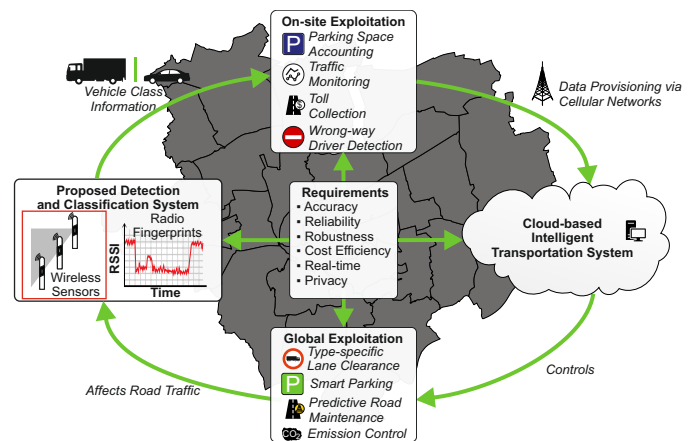 On-site Exploitation
P
Parking Space
Accounting
Traffic
Monitoring
$
Toll
Collection
Wrong-way
Driver Detection
Vehicle Class
Information
Data Provisioning via
Cellular Networks
Proposed Detection
and Classification System
Wireless
Sensors
Radio
Fingerprints
RSSI
Time
Requirements
▪ Accuracy
▪ Reliability
▪ Robustness
▪ Cost Efficiency
▪ Real-time
▪ Privacy
Cloud-based
Intelligent
Transportation System
Global Exploitation
Type-specific
Lane Clearance
P
Smart Parking
Predictive Road
Maintenance
CO₂
Emission Control
Affects Road Traffic
Controls